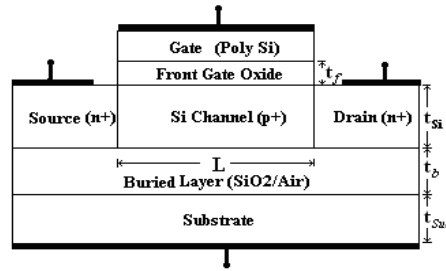 Gate (Poly Si)
Front Gate Oxide
t_f
Source (n+)
Si Channel (p+)
Drain (n+)
t_Si
L
Buried Layer (SiO2/Air)
t_b
Substrate
t_Su